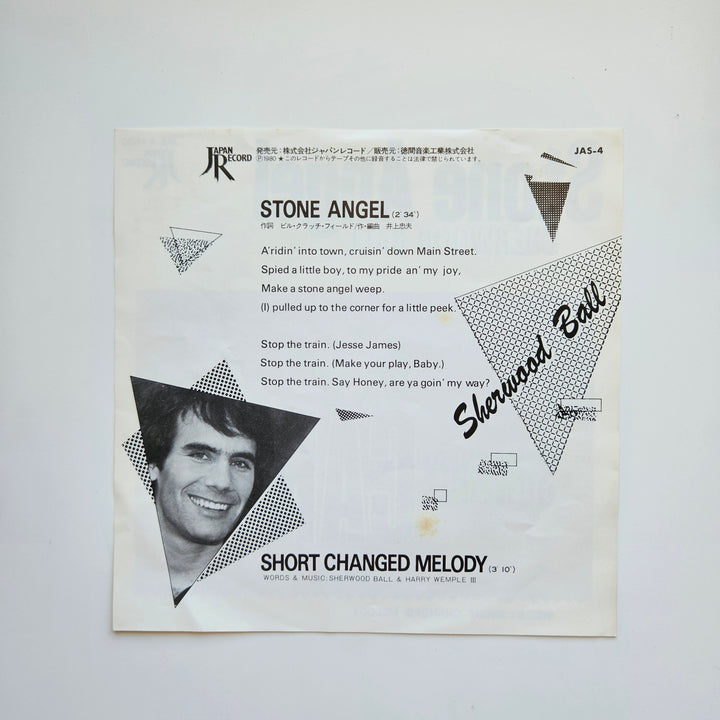 JAPAN RECORD
発売元：株式会社ジャパンレコード／販売元：徳間音楽工業株式会社
Ⓟ1980 ★このレコードからテープその他に録音することは法律で禁じられています。
JAS-4
STONE ANGEL (2′34″)
作詞 ビル・クラッチ・フィールド/作・編曲 井上忠夫
A'ridin' into town, cruisin' down Main Street.
Spied a little boy, to my pride an' my joy,
Make a stone angel weep.
(I) pulled up to the corner for a little peek.
Stop the train. (Jesse James)
Stop the train. (Make your play, Baby.)
Stop the train. Say Honey, are ya goin' my way?
Sherwood Ball
SHORT CHANGED MELODY (3′10″)
WORDS & MUSIC: SHERWOOD BALL & HARRY WEMPLE III